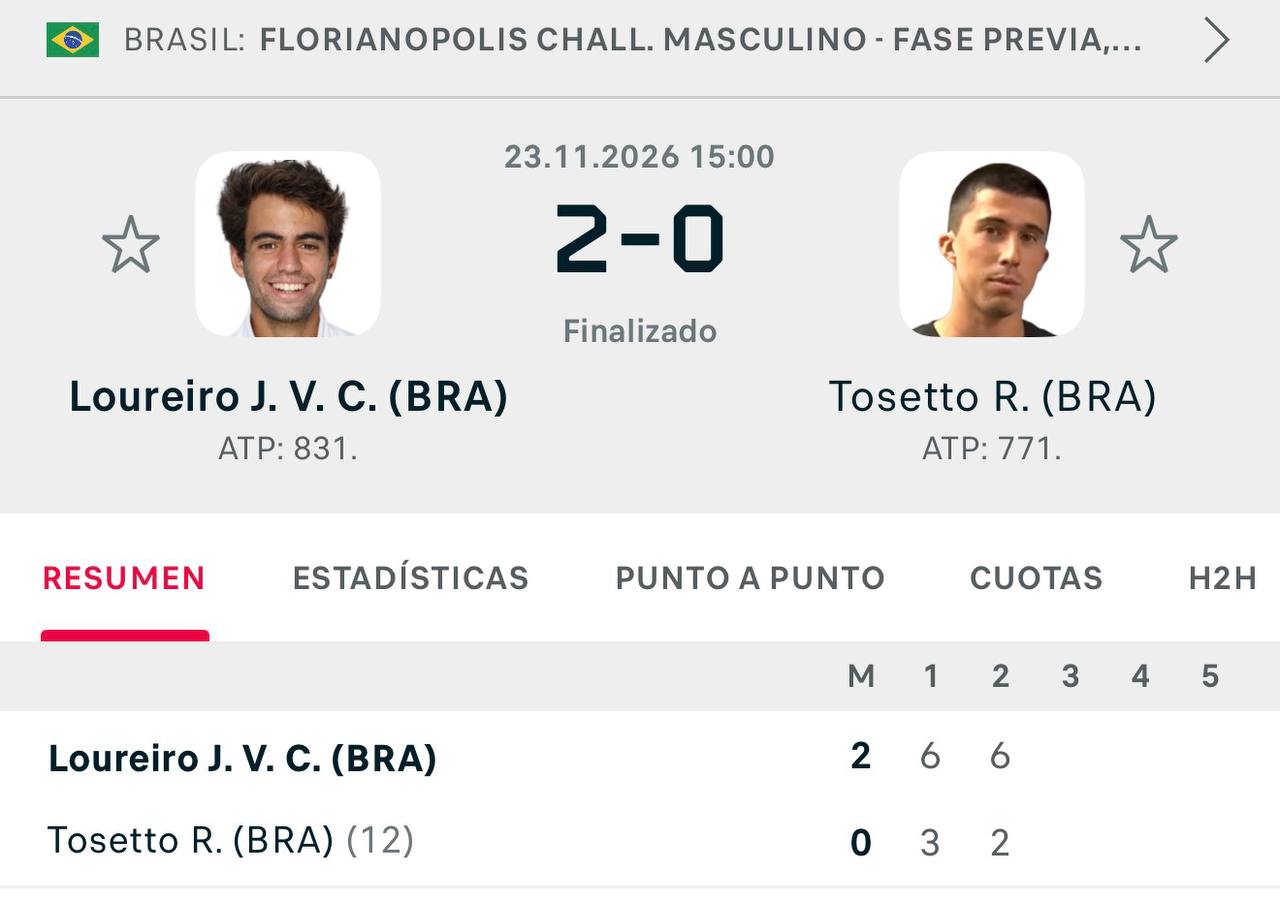 BRASIL: FLORIANOPOLIS CHALL. MASCULINO - FASE PREVIA,...
23.11.2026 15:00
2-0
Finalizado
Loureiro J. V. C. (BRA)
ATP: 831.
Tosetto R. (BRA)
ATP: 771.
RESUMEN ESTADÍSTICAS PUNTO A PUNTO CUOTAS H2H
M 1 2 3 4 5
Loureiro J. V. C. (BRA) 2 6 6
Tosetto R. (BRA) (12) 0 3 2